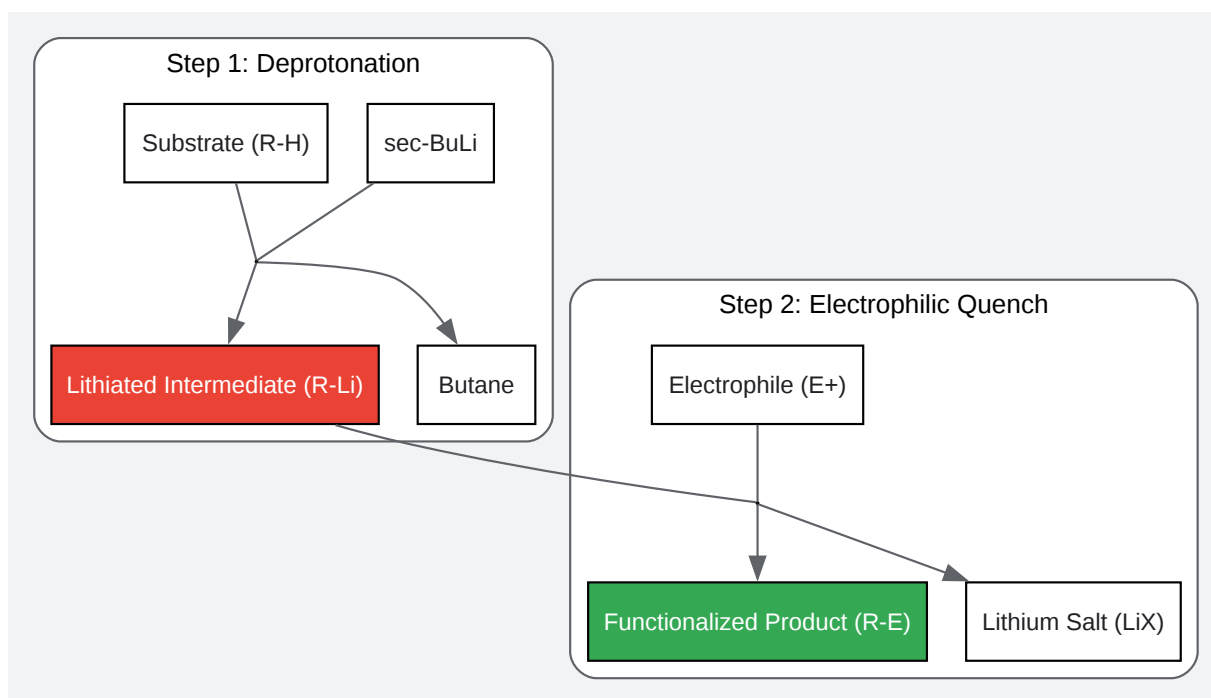 Step 1: Deprotonation
Substrate (R-H)
sec-BuLi
Lithiated Intermediate (R-Li)
Butane
Step 2: Electrophilic Quench
Electrophile (E+)
Functionalized Product (R-E)
Lithium Salt (LiX)